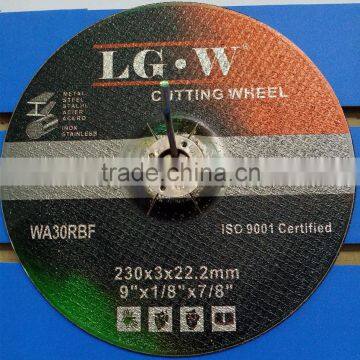 LG·W®
CUTTING WHEEL
METAL
STEEL
STAHL
ACIER
ACERO
INOX
STAINLESS
trade.china.cn
WA30RBF
ISO 9001 Certified
230x3x22.2mm
9"x1/8"x7/8"